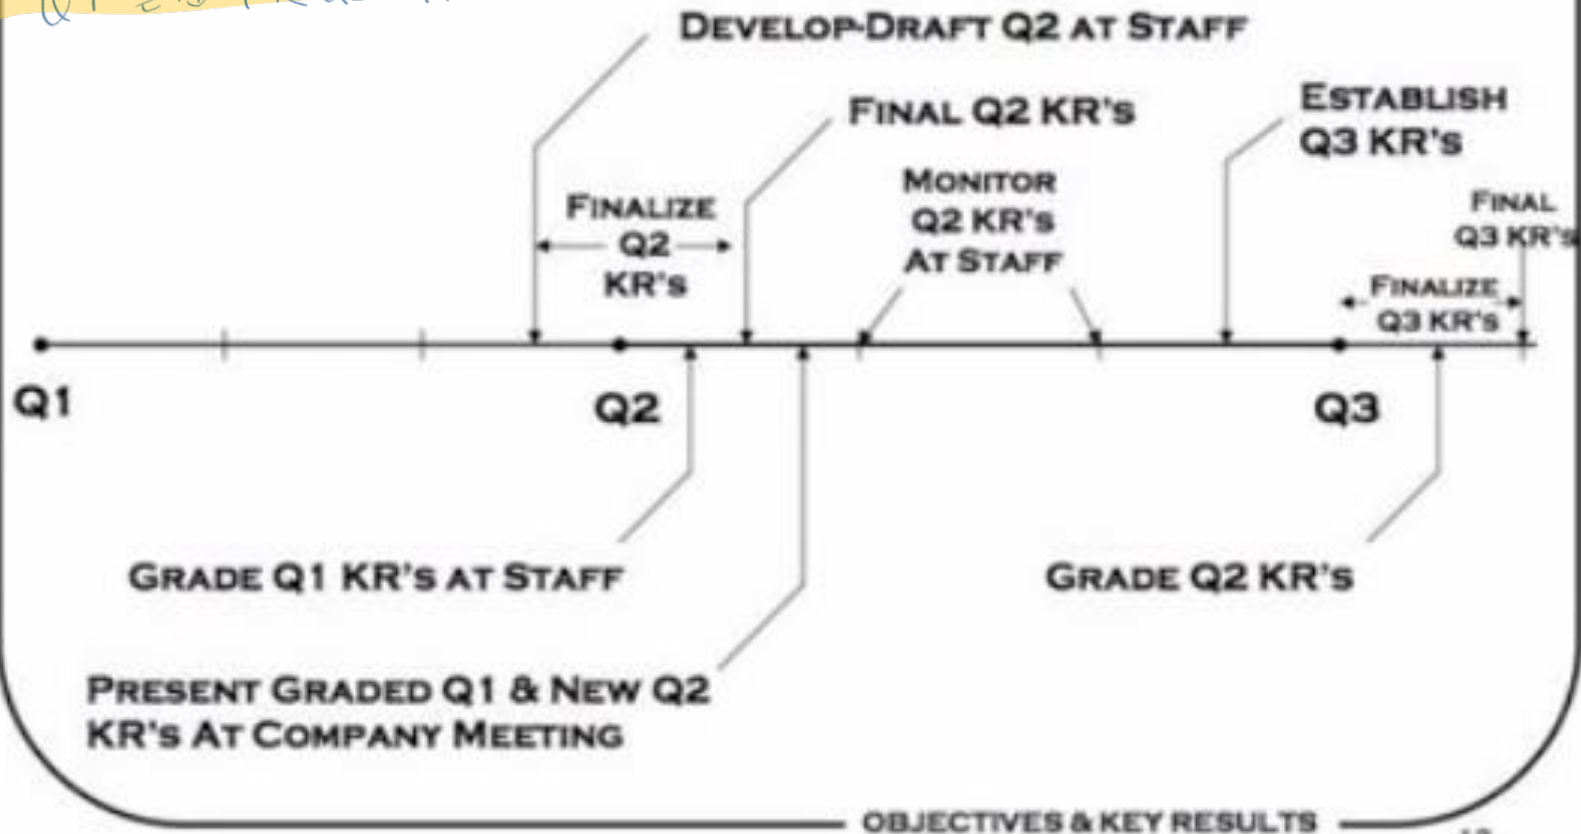 DEVELOP-DRAFT Q2 AT STAFF
FINAL Q2 KR'S
ESTABLISH
Q3 KR'S
MONITOR
Q2 KR'S
AT STAFF
FINALIZE
Q2
KR'S
FINAL
Q3 KR'S
FINALIZE
Q3 KR'S
Q1
Q2
Q3
GRADE Q1 KR'S AT STAFF
GRADE Q2 KR'S
PRESENT GRADED Q1 & NEW Q2
KR'S AT COMPANY MEETING
OBJECTIVES & KEY RESULTS